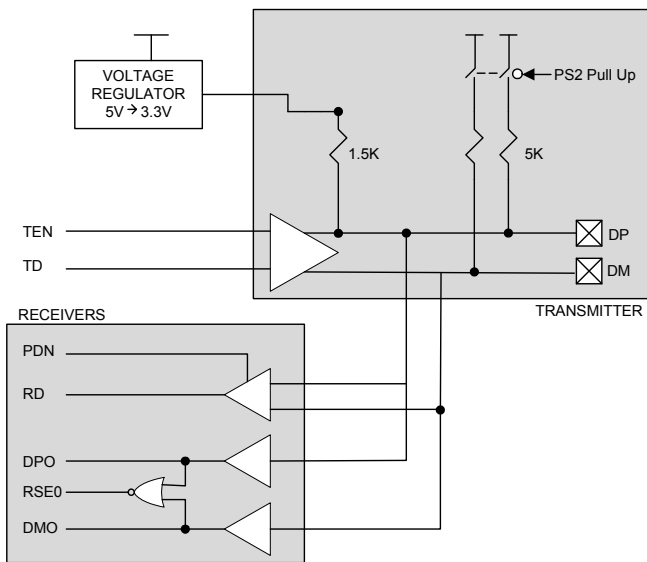 VOLTAGE
REGULATOR
5V → 3.3V
PS2 Pull Up
1.5K
5K
TEN
DP
TD
DM
RECEIVERS
TRANSMITTER
PDN
RD
DPO
RSE0
DMO